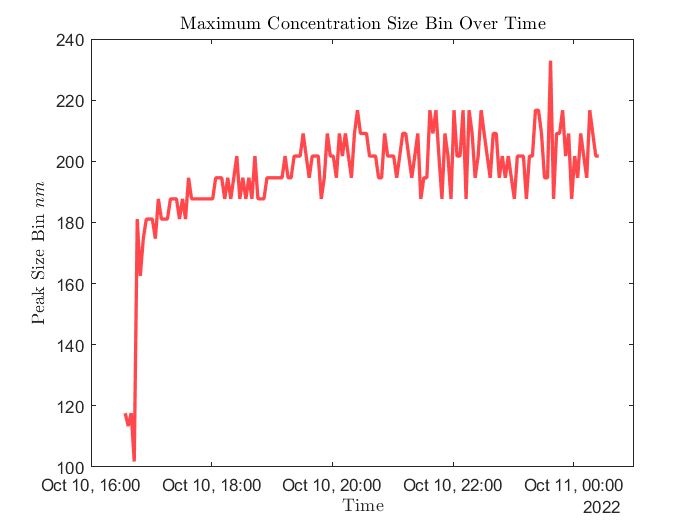 Maximum Concentration Size Bin Over Time
240
220
200
180
160
140
120
100
Peak Size Bin nm
Oct 10, 16:00 Oct 10, 18:00 Oct 10, 20:00 Oct 10, 22:00 Oct 11, 00:00
Time
2022